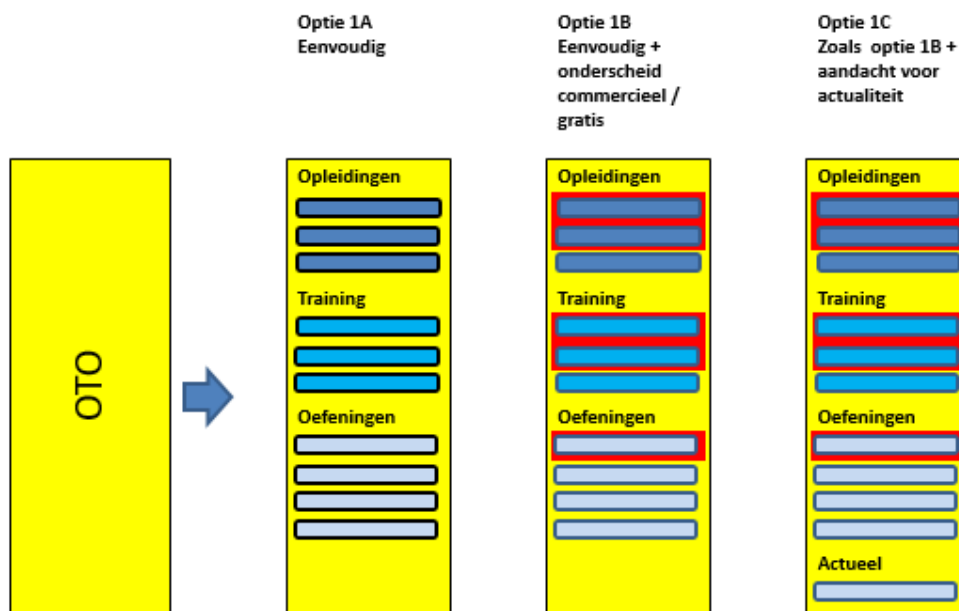 Optie 1A
Eenvoudig
Optie 1B
Eenvoudig +
onderscheid
commercieel /
gratis
Optie 1C
Zoals optie 1B +
aandacht voor
actualiteit
OTO
Opleidingen
Training
Oefeningen
Opleidingen
Training
Oefeningen
Opleidingen
Training
Oefeningen
Actueel